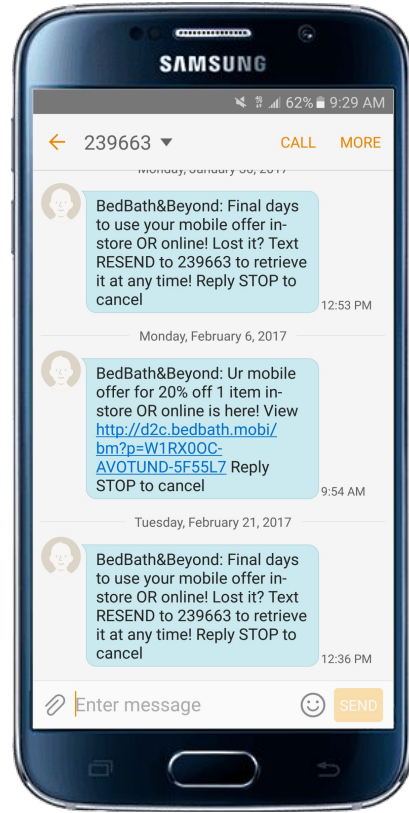 SAMSUNG
62% 9:29 AM
239663 CALL MORE
Monday, January 30, 2017
BedBath&Beyond: Final days
to use your mobile offer in-
store OR online! Lost it? Text
RESEND to 239663 to retrieve
it at any time! Reply STOP to
cancel
12:53 PM
Monday, February 6, 2017
BedBath&Beyond: Ur mobile
offer for 20% off 1 item in-
store OR online is here! View
http://d2c.bedbath.mobi/
bm?p=W1RX0OC-
AVOTUND-5F55L7 Reply
STOP to cancel
9:54 AM
Tuesday, February 21, 2017
BedBath&Beyond: Final days
to use your mobile offer in-
store OR online! Lost it? Text
RESEND to 239663 to retrieve
it at any time! Reply STOP to
cancel
12:36 PM
Enter message SEND